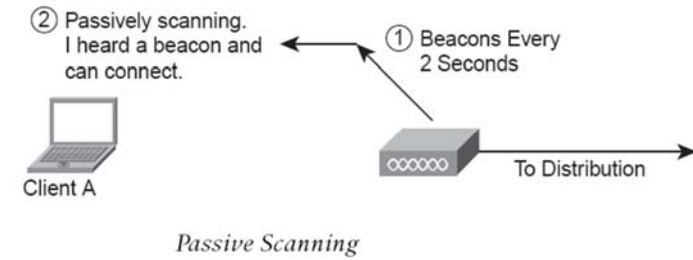 ② Passively scanning.
I heard a beacon and
can connect.
① Beacons Every
2 Seconds
Client A
To Distribution
Passive Scanning